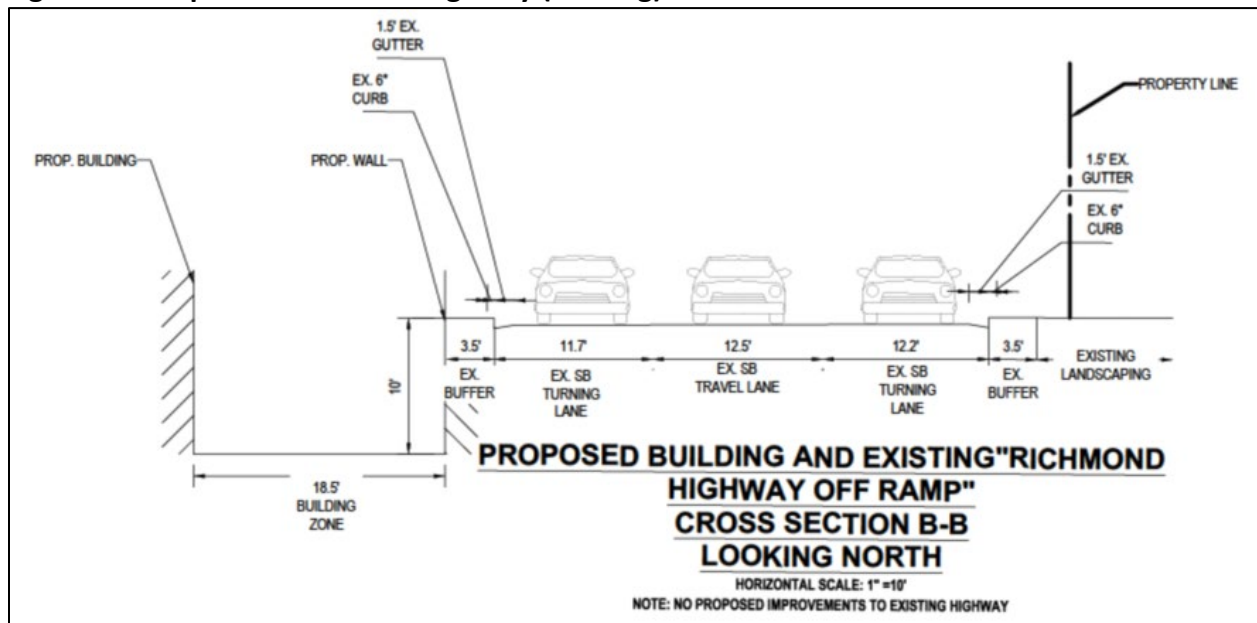 1.5' EX.
GUTTER
EX. 6"
CURB
PROP. BUILDING
PROP. WALL
PROPERTY LINE
1.5' EX.
GUTTER
EX. 6"
CURB
10'
3.5'
EX.
BUFFER
11.7'
EX. SB
TURNING
LANE
12.5'
EX. SB
TRAVEL LANE
12.2'
EX. SB
TURNING
LANE
3.5'
EX.
BUFFER
EXISTING
LANDSCAPING
18.5'
BUILDING
ZONE
PROPOSED BUILDING AND EXISTING"RICHMOND
HIGHWAY OFF RAMP"
CROSS SECTION B-B
LOOKING NORTH
HORIZONTAL SCALE: 1" =10'
NOTE: NO PROPOSED IMPROVEMENTS TO EXISTING HIGHWAY